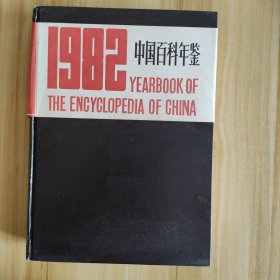 1982 中国百科年鉴
YEARBOOK OF
THE ENCYCLOPEDIA OF CHINA